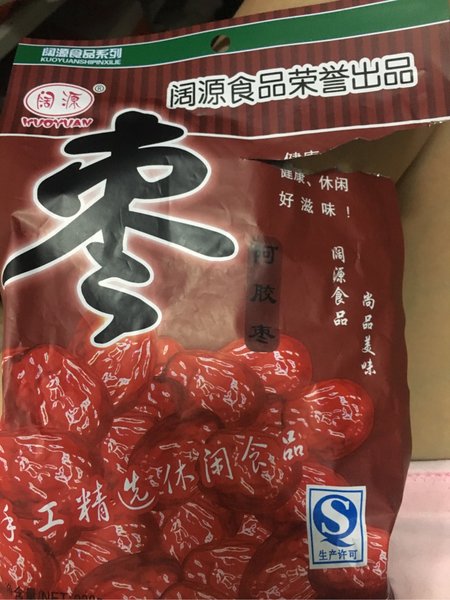 阔源食品系列
KUOYUANSHIPINXILIE
阔源食品荣誉出品
阔源
®
KUOYUAN
枣
健康、休闲
好滋味！
阿胶枣
阔源食品
尚品美味
手工精选休闲食品
QS
生产许可